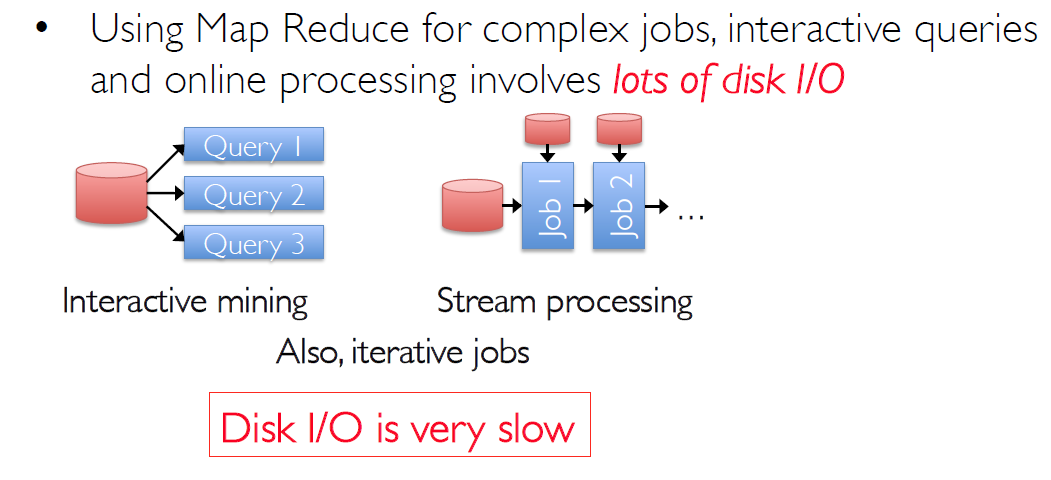 • Using Map Reduce for complex jobs, interactive queries
and online processing involves lots of disk I/O
Query 1
Query 2
Query 3
Job 1
Job 2
...
Interactive mining
Stream processing
Also, iterative jobs
Disk I/O is very slow